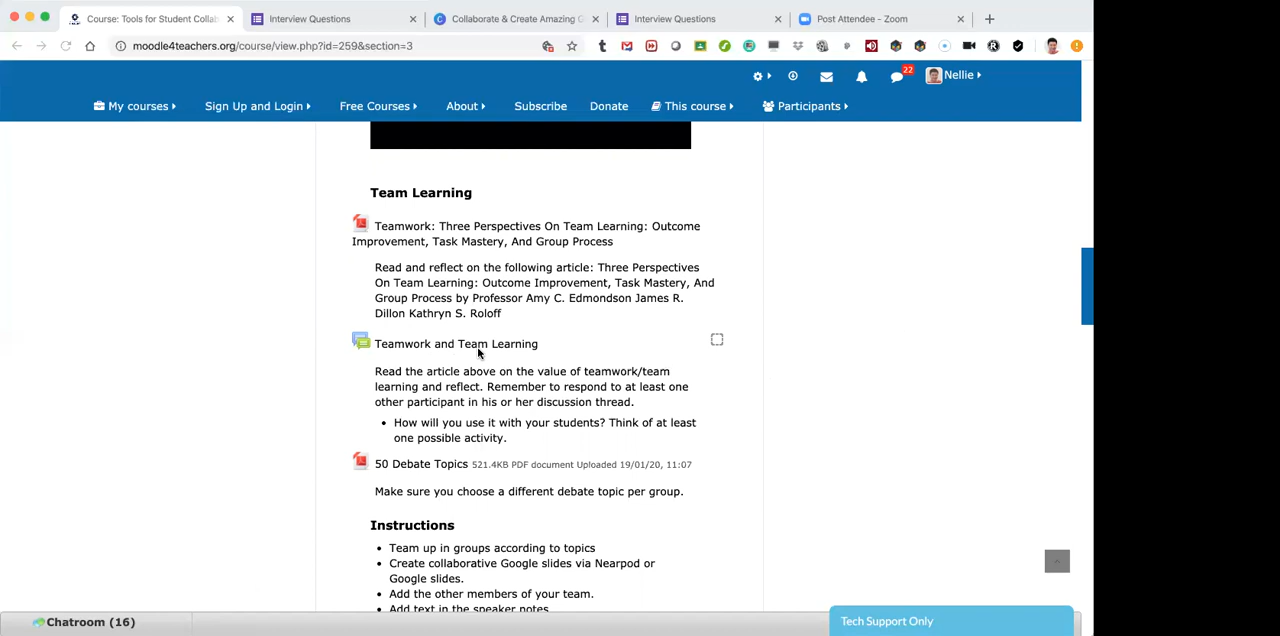 Course: Tools for Student Collab
Interview Questions
Collaborate & Create Amazing G
Interview Questions
Post Attendee - Zoom
moodle4teachers.org/course/view.php?id=259&section=3
22
Nellie
My courses
Sign Up and Login
Free Courses
About
Subscribe
Donate
This course
Participants
Team Learning
Teamwork: Three Perspectives On Team Learning: Outcome
Improvement, Task Mastery, And Group Process
Read and reflect on the following article: Three Perspectives
On Team Learning: Outcome Improvement, Task Mastery, And
Group Process by Professor Amy C. Edmondson James R.
Dillon Kathryn S. Roloff
Teamwork and Team Learning
Read the article above on the value of teamwork/team
learning and reflect. Remember to respond to at least one
other participant in his or her discussion thread.
• How will you use it with your students? Think of at least
one possible activity.
50 Debate Topics 521.4KB PDF document Uploaded 19/01/20, 11:07
Make sure you choose a different debate topic per group.
Instructions
• Team up in groups according to topics
• Create collaborative Google slides via Nearpod or
Google slides.
• Add the other members of your team.
• Add text in the speaker notes
Chatroom (16)
Tech Support Only